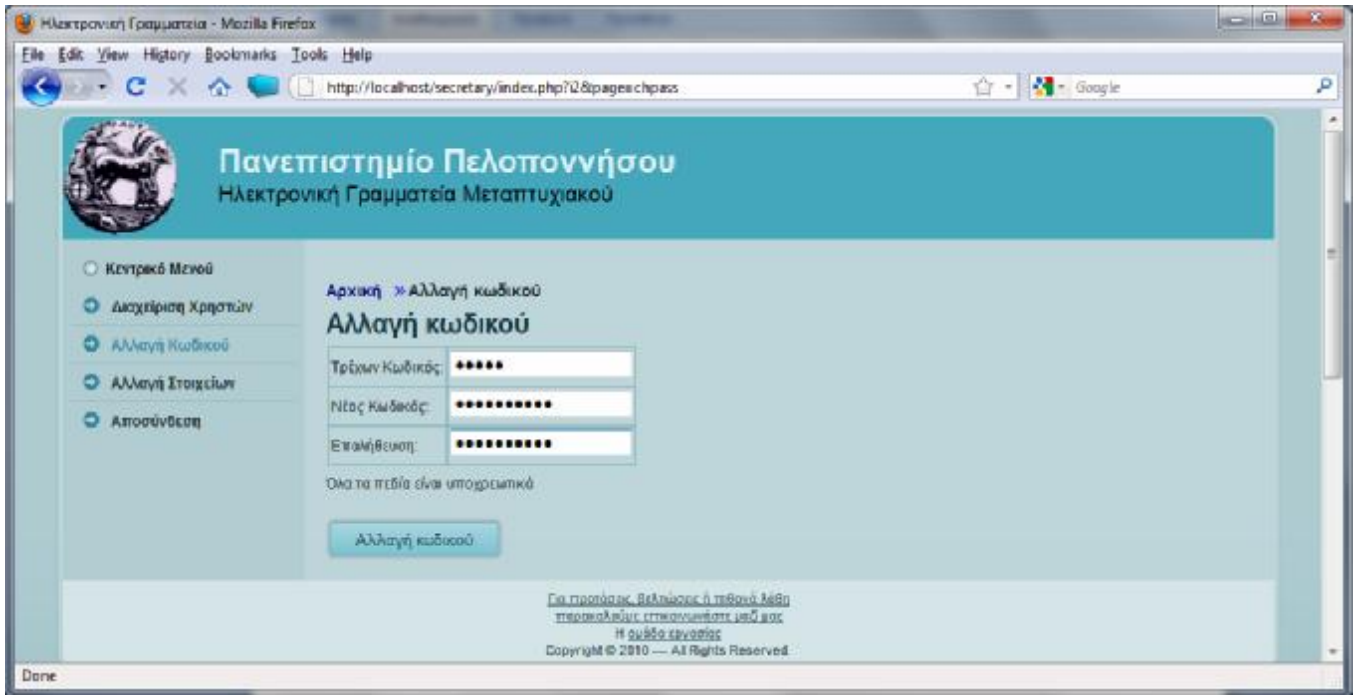 Ηλεκτρονική Γραμματεία - Mozilla Firefox
File Edit View History Bookmarks Tools Help
http://localhost/secretary/index.php?i2&page=chpass
Google
Πανεπιστημίο Πελοποννήσου
Ηλεκτρονική Γραμματεία Μεταπτυχιακού
Κεντρικό Μενού
Διαχείριση Χρηστών
Αλλαγή Κωδικού
Αλλαγή Στοιχείων
Αποσύνδεση
Αρχική » Αλλαγή κωδικού
Αλλαγή κωδικού
Τρέχων Κωδικός:
Νέος Κωδικός:
Επαλήθευση:
Όλα τα πεδία είναι υποχρεωτικά
Αλλαγή κωδικού
Για προτάσεις, βελτιώσεις ή πιθανά λάθη
παρακαλούμε επικοινωνήστε μαζί μας
Η ομάδα εργασίας
Copyright © 2010 — All Rights Reserved
Done